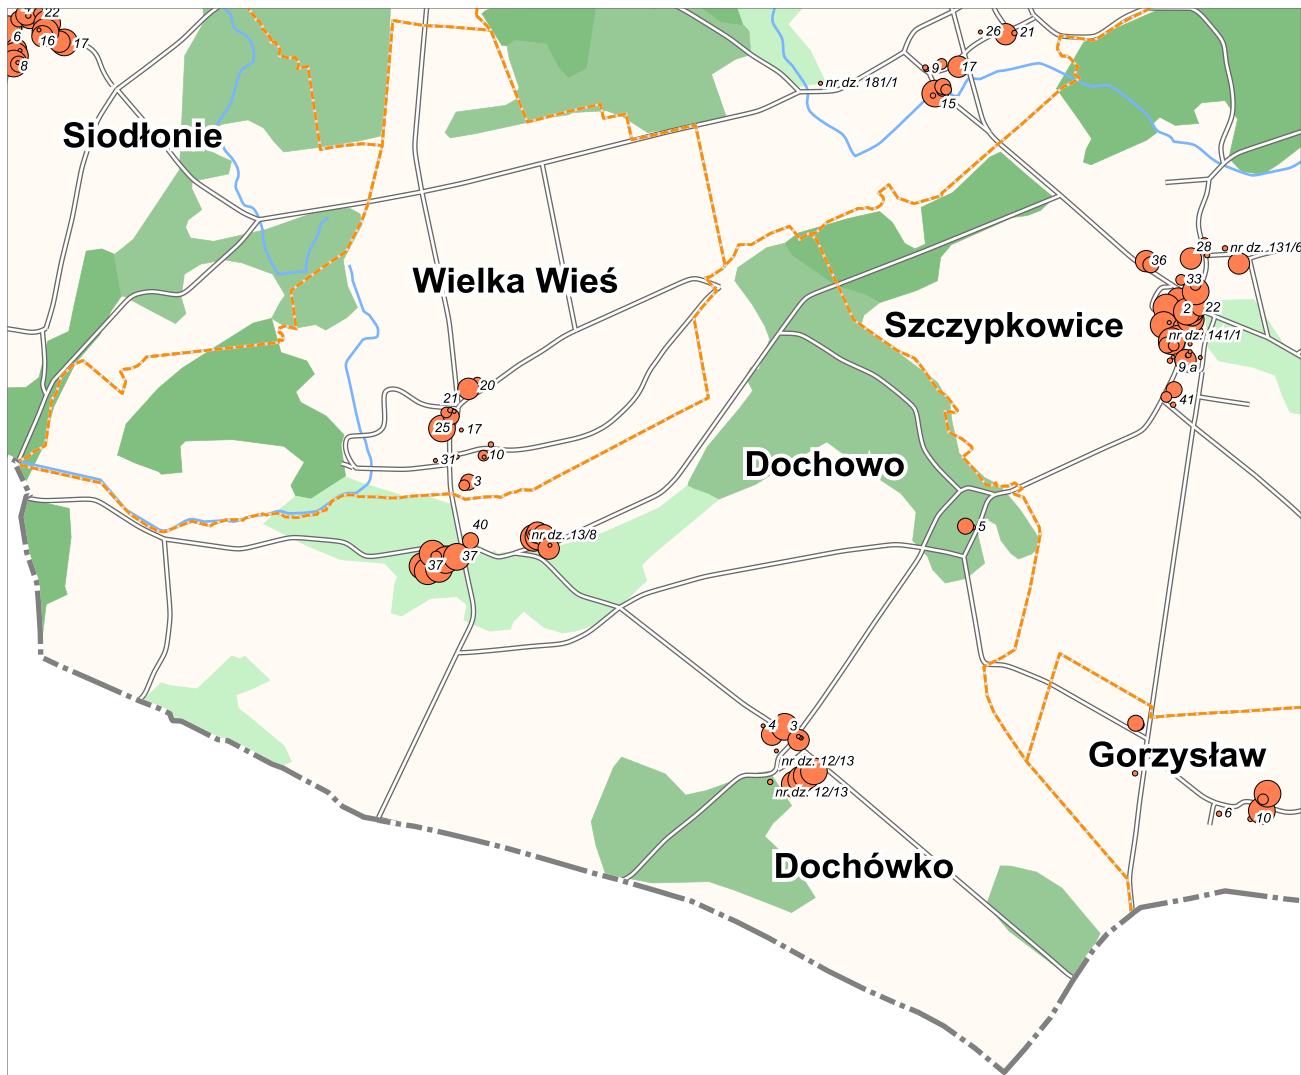 22
6
16
17
8
26
21
9
17
nr dz. 181/1
15
Siodłonie
28
nr dz. 131/6
36
Wielka Wieś
33
2
22
Szczypkowice
nr dz. 141/1
9 a
20
21
41
25
17
31
10
Dochowo
3
40
5
nr dz. 13/8
37
37
4
3
Gorzysław
nr dz. 12/13
nr dz. 12/13
6
10
Dochówko